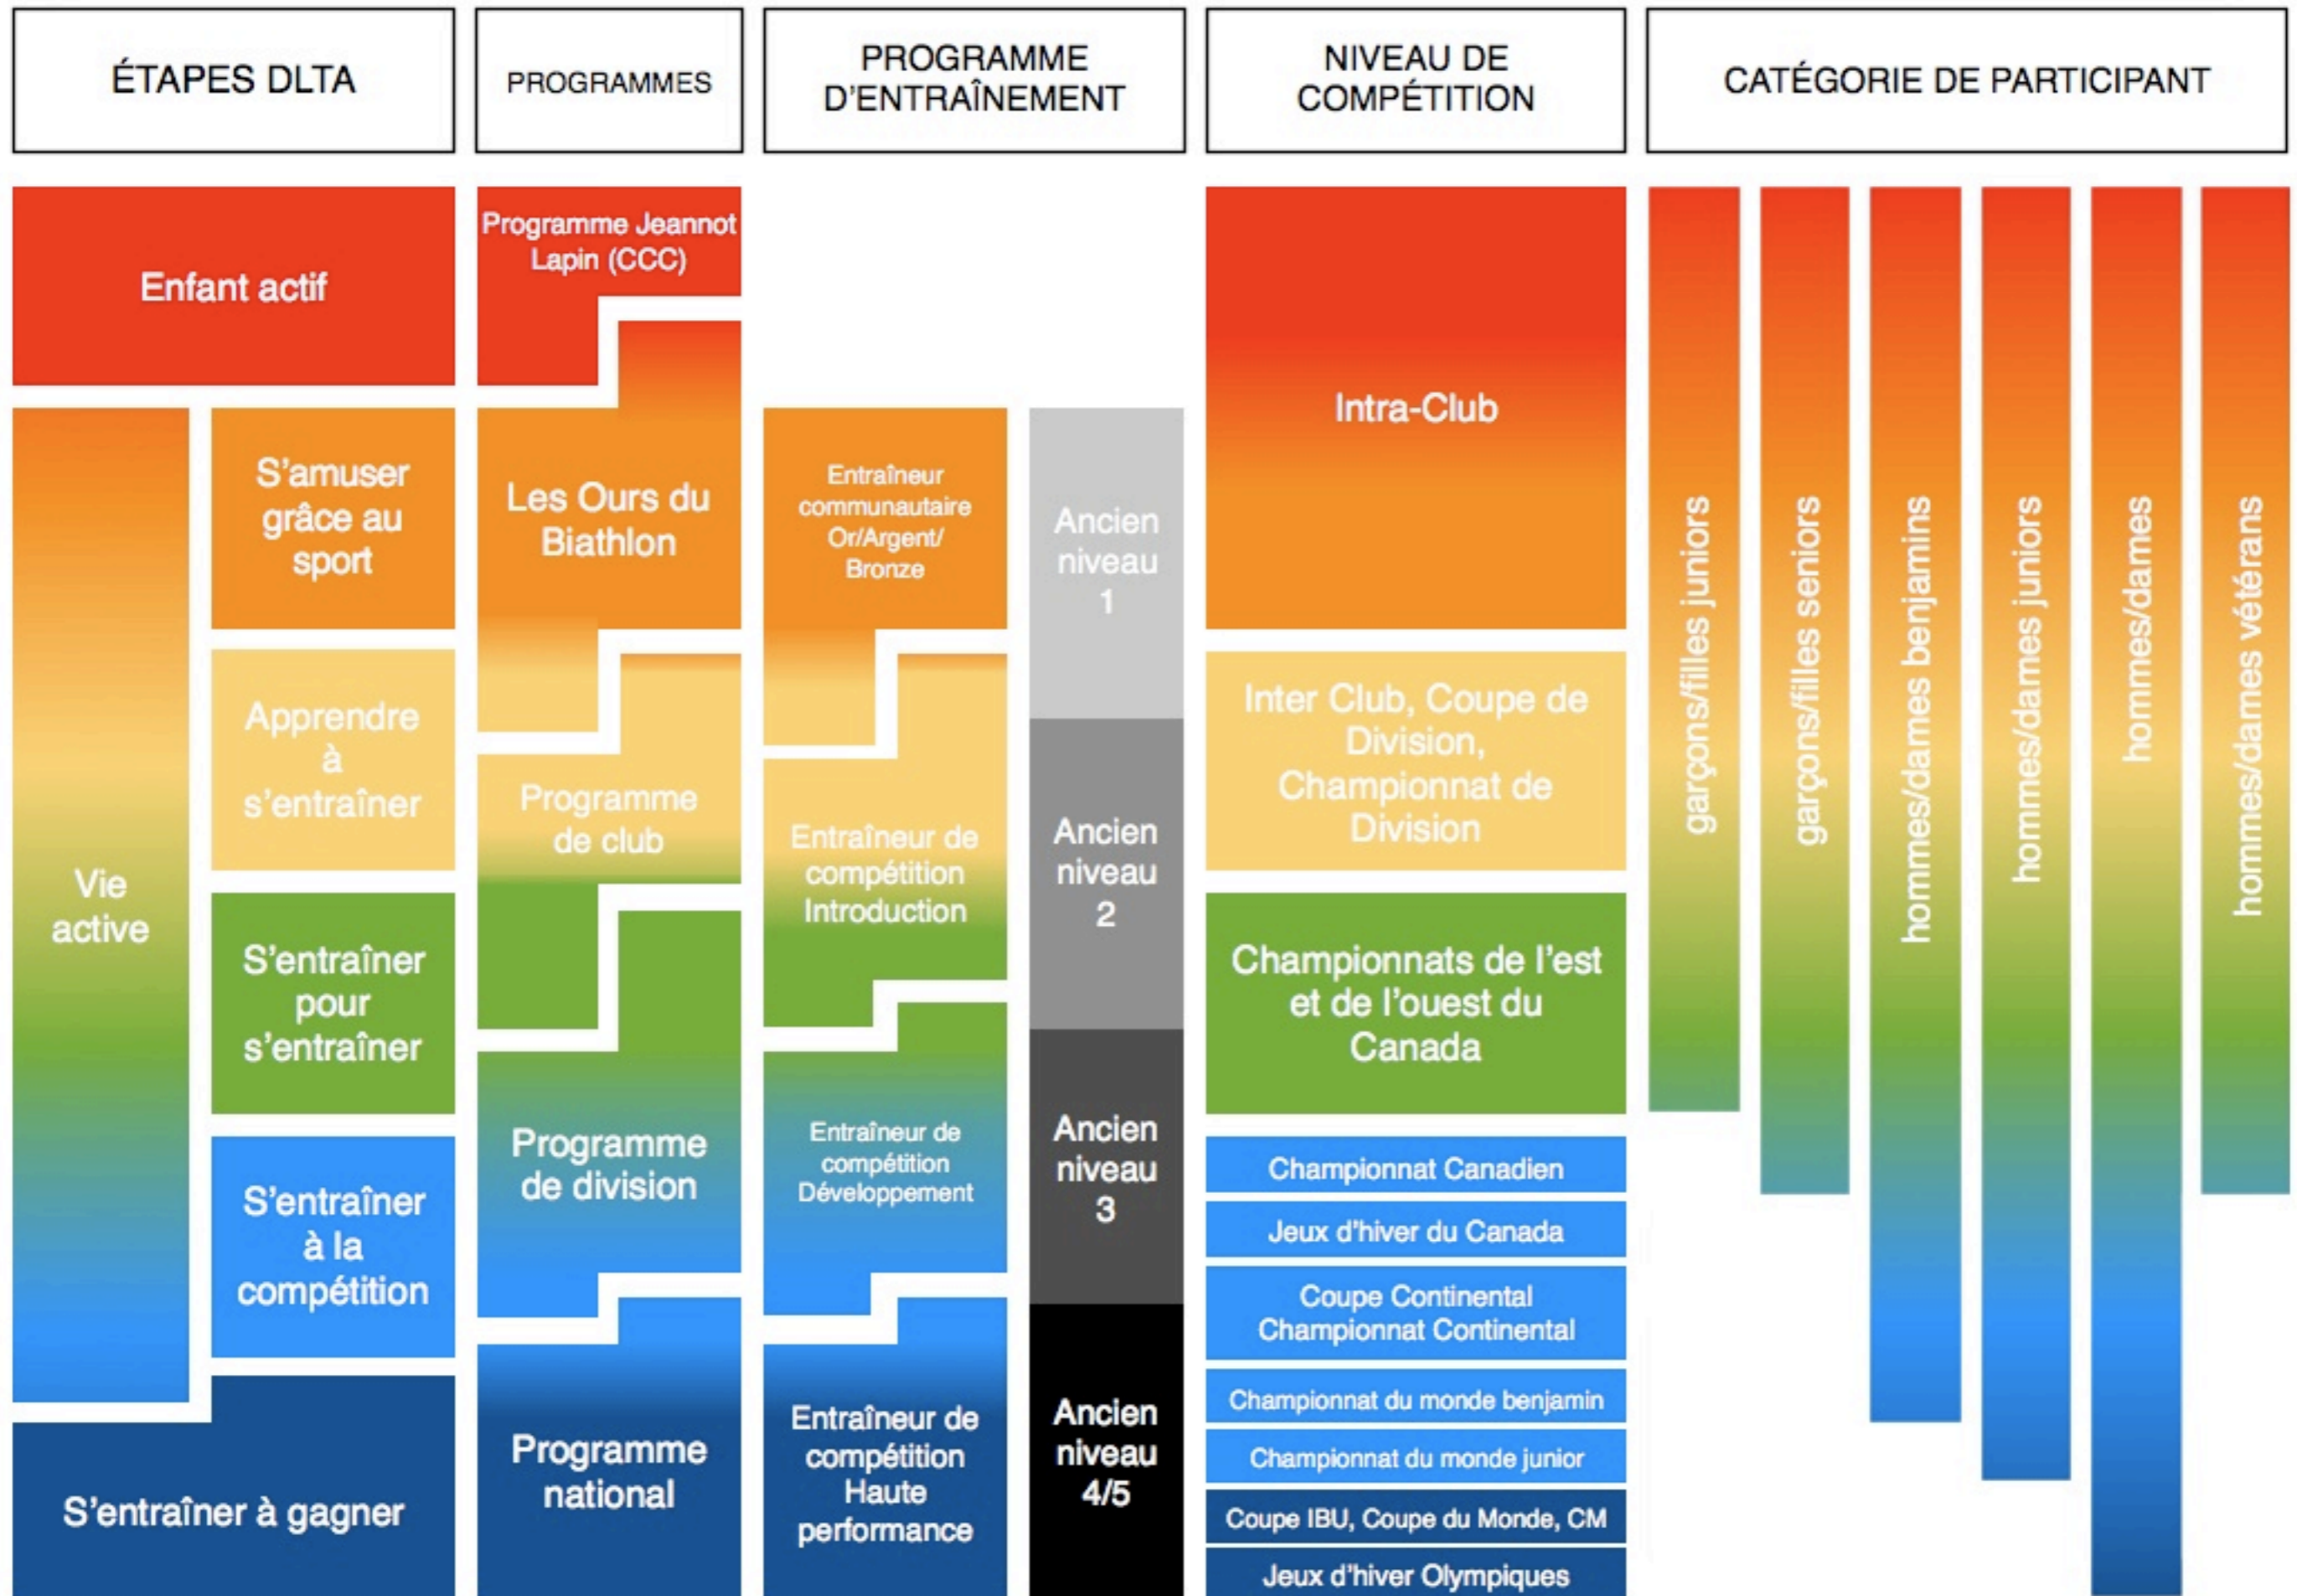 ÉTAPES DLTA
PROGRAMMES
PROGRAMME
D'ENTRAÎNEMENT
NIVEAU DE
COMPÉTITION
CATÉGORIE DE PARTICIPANT
Enfant actif
Vie
active
S'amuser
grâce au
sport
Apprendre
à
s'entraîner
S'entraîner
pour
s'entraîner
S'entraîner
à la
compétition
S'entraîner à gagner
Programme Jeannot
Lapin (CCC)
Les Ours du
Biathlon
Programme
de club
Programme
de division
Programme
national
Entraîneur
communautaire
Or/Argent/
Bronze
Entraîneur de
compétition
Introduction
Entraîneur de
compétition
Développement
Entraîneur de
compétition
Haute
performance
Ancien
niveau
1
Ancien
niveau
2
Ancien
niveau
3
Ancien
niveau
4/5
Intra-Club
Inter Club, Coupe de
Division,
Championnat de
Division
Championnats de l'est
et de l'ouest du
Canada
Championnat Canadien
Jeux d'hiver du Canada
Coupe Continental
Championnat Continental
Championnat du monde benjamin
Championnat du monde junior
Coupe IBU, Coupe du Monde, CM
Jeux d'hiver Olympiques
garçons/filles juniors
garçons/filles seniors
hommes/dames benjamins
hommes/dames juniors
hommes/dames
hommes/dames vétérans